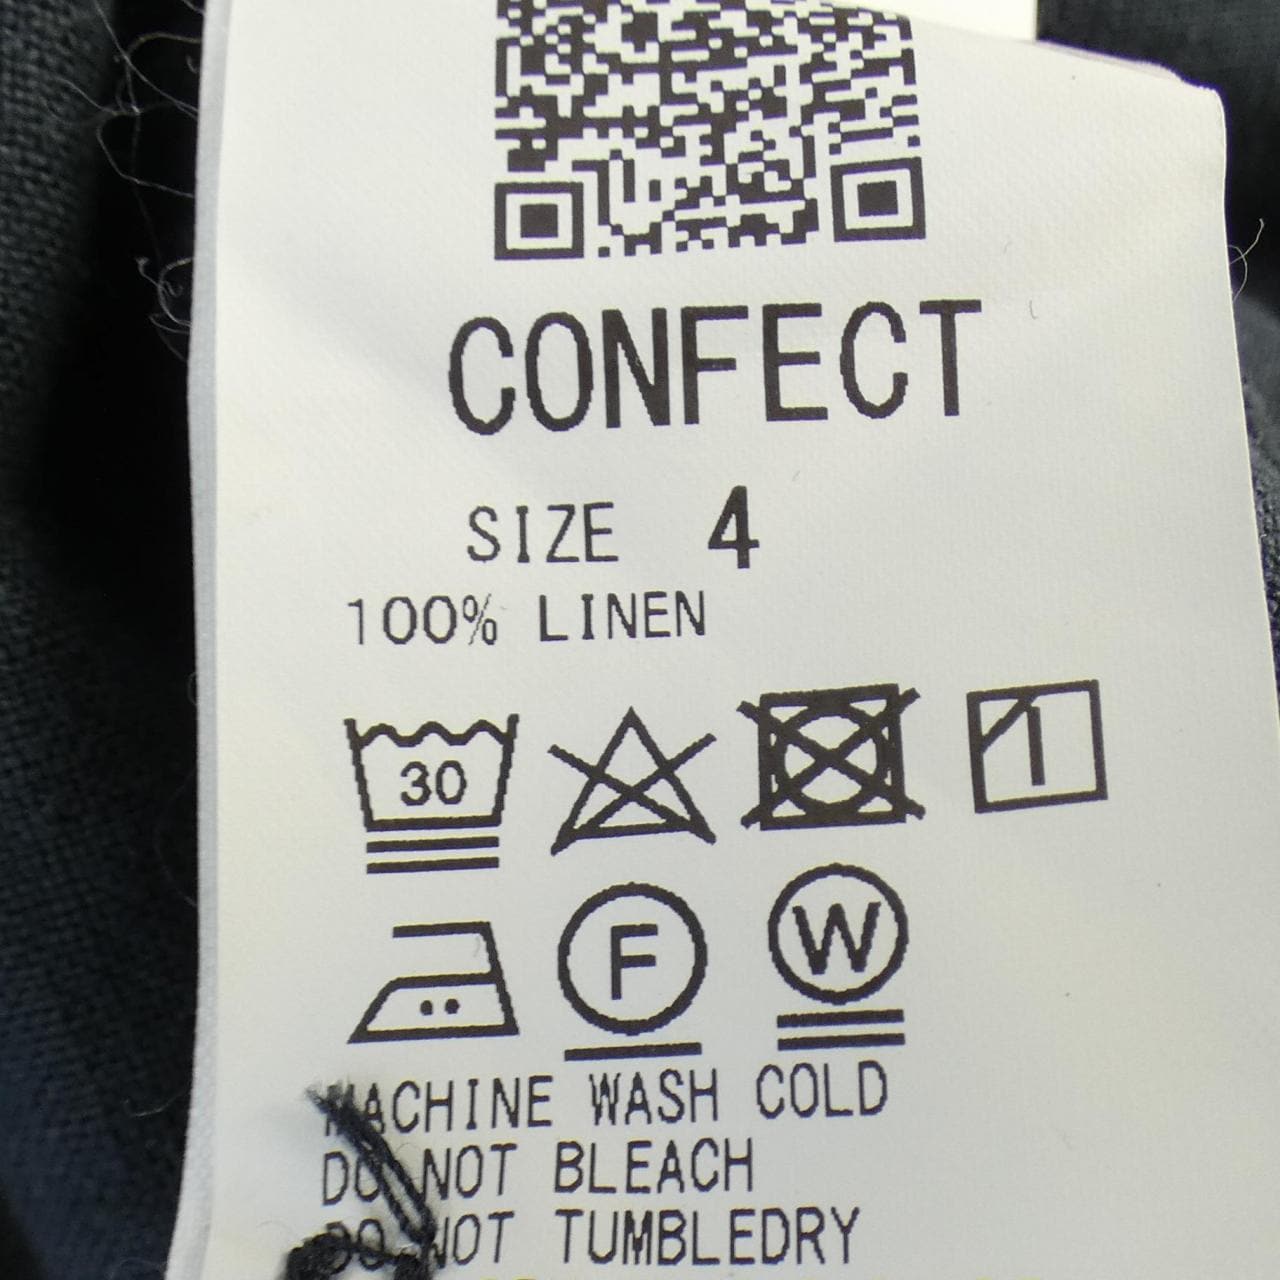 CONFECT
SIZE 4
100% LINEN
30
F W
MACHINE WASH COLD
DO NOT BLEACH
DO NOT TUMBLEDRY